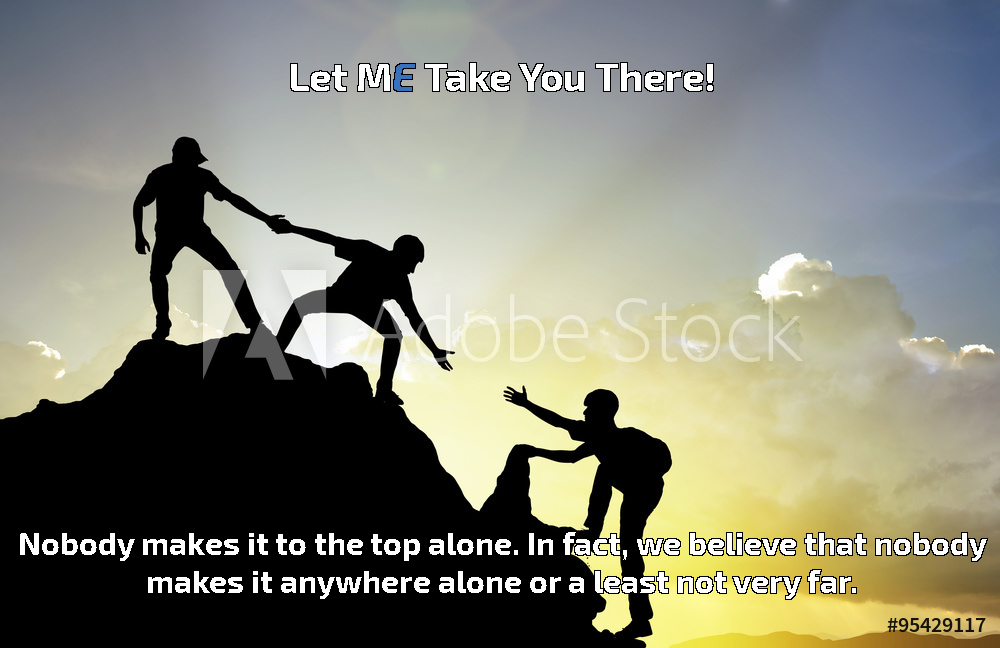 Let ME Take You There!
Adobe Stock
Nobody makes it to the top alone. In fact, we believe that nobody
makes it anywhere alone or a least not very far.
#95429117